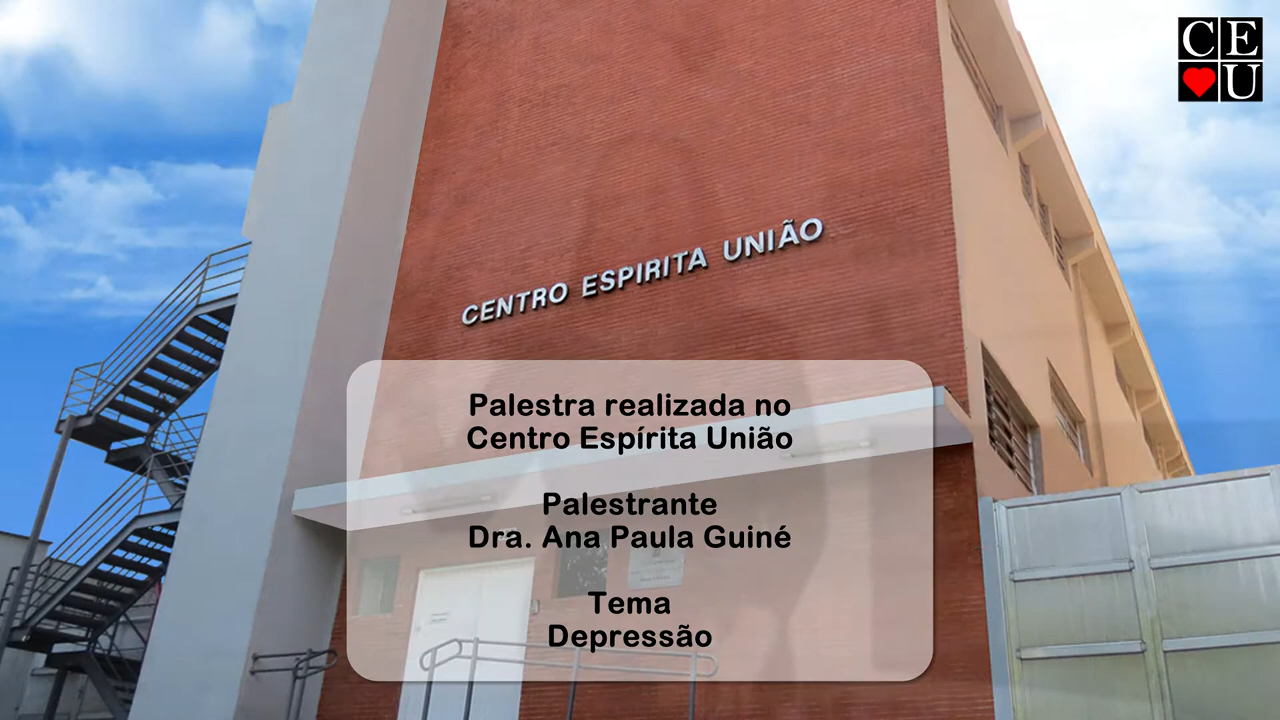 CE
U
CENTRO ESPIRITA UNIÃO
Palestra realizada no
Centro Espírita União
Palestrante
Dra. Ana Paula Guiné
Tema
Depressão